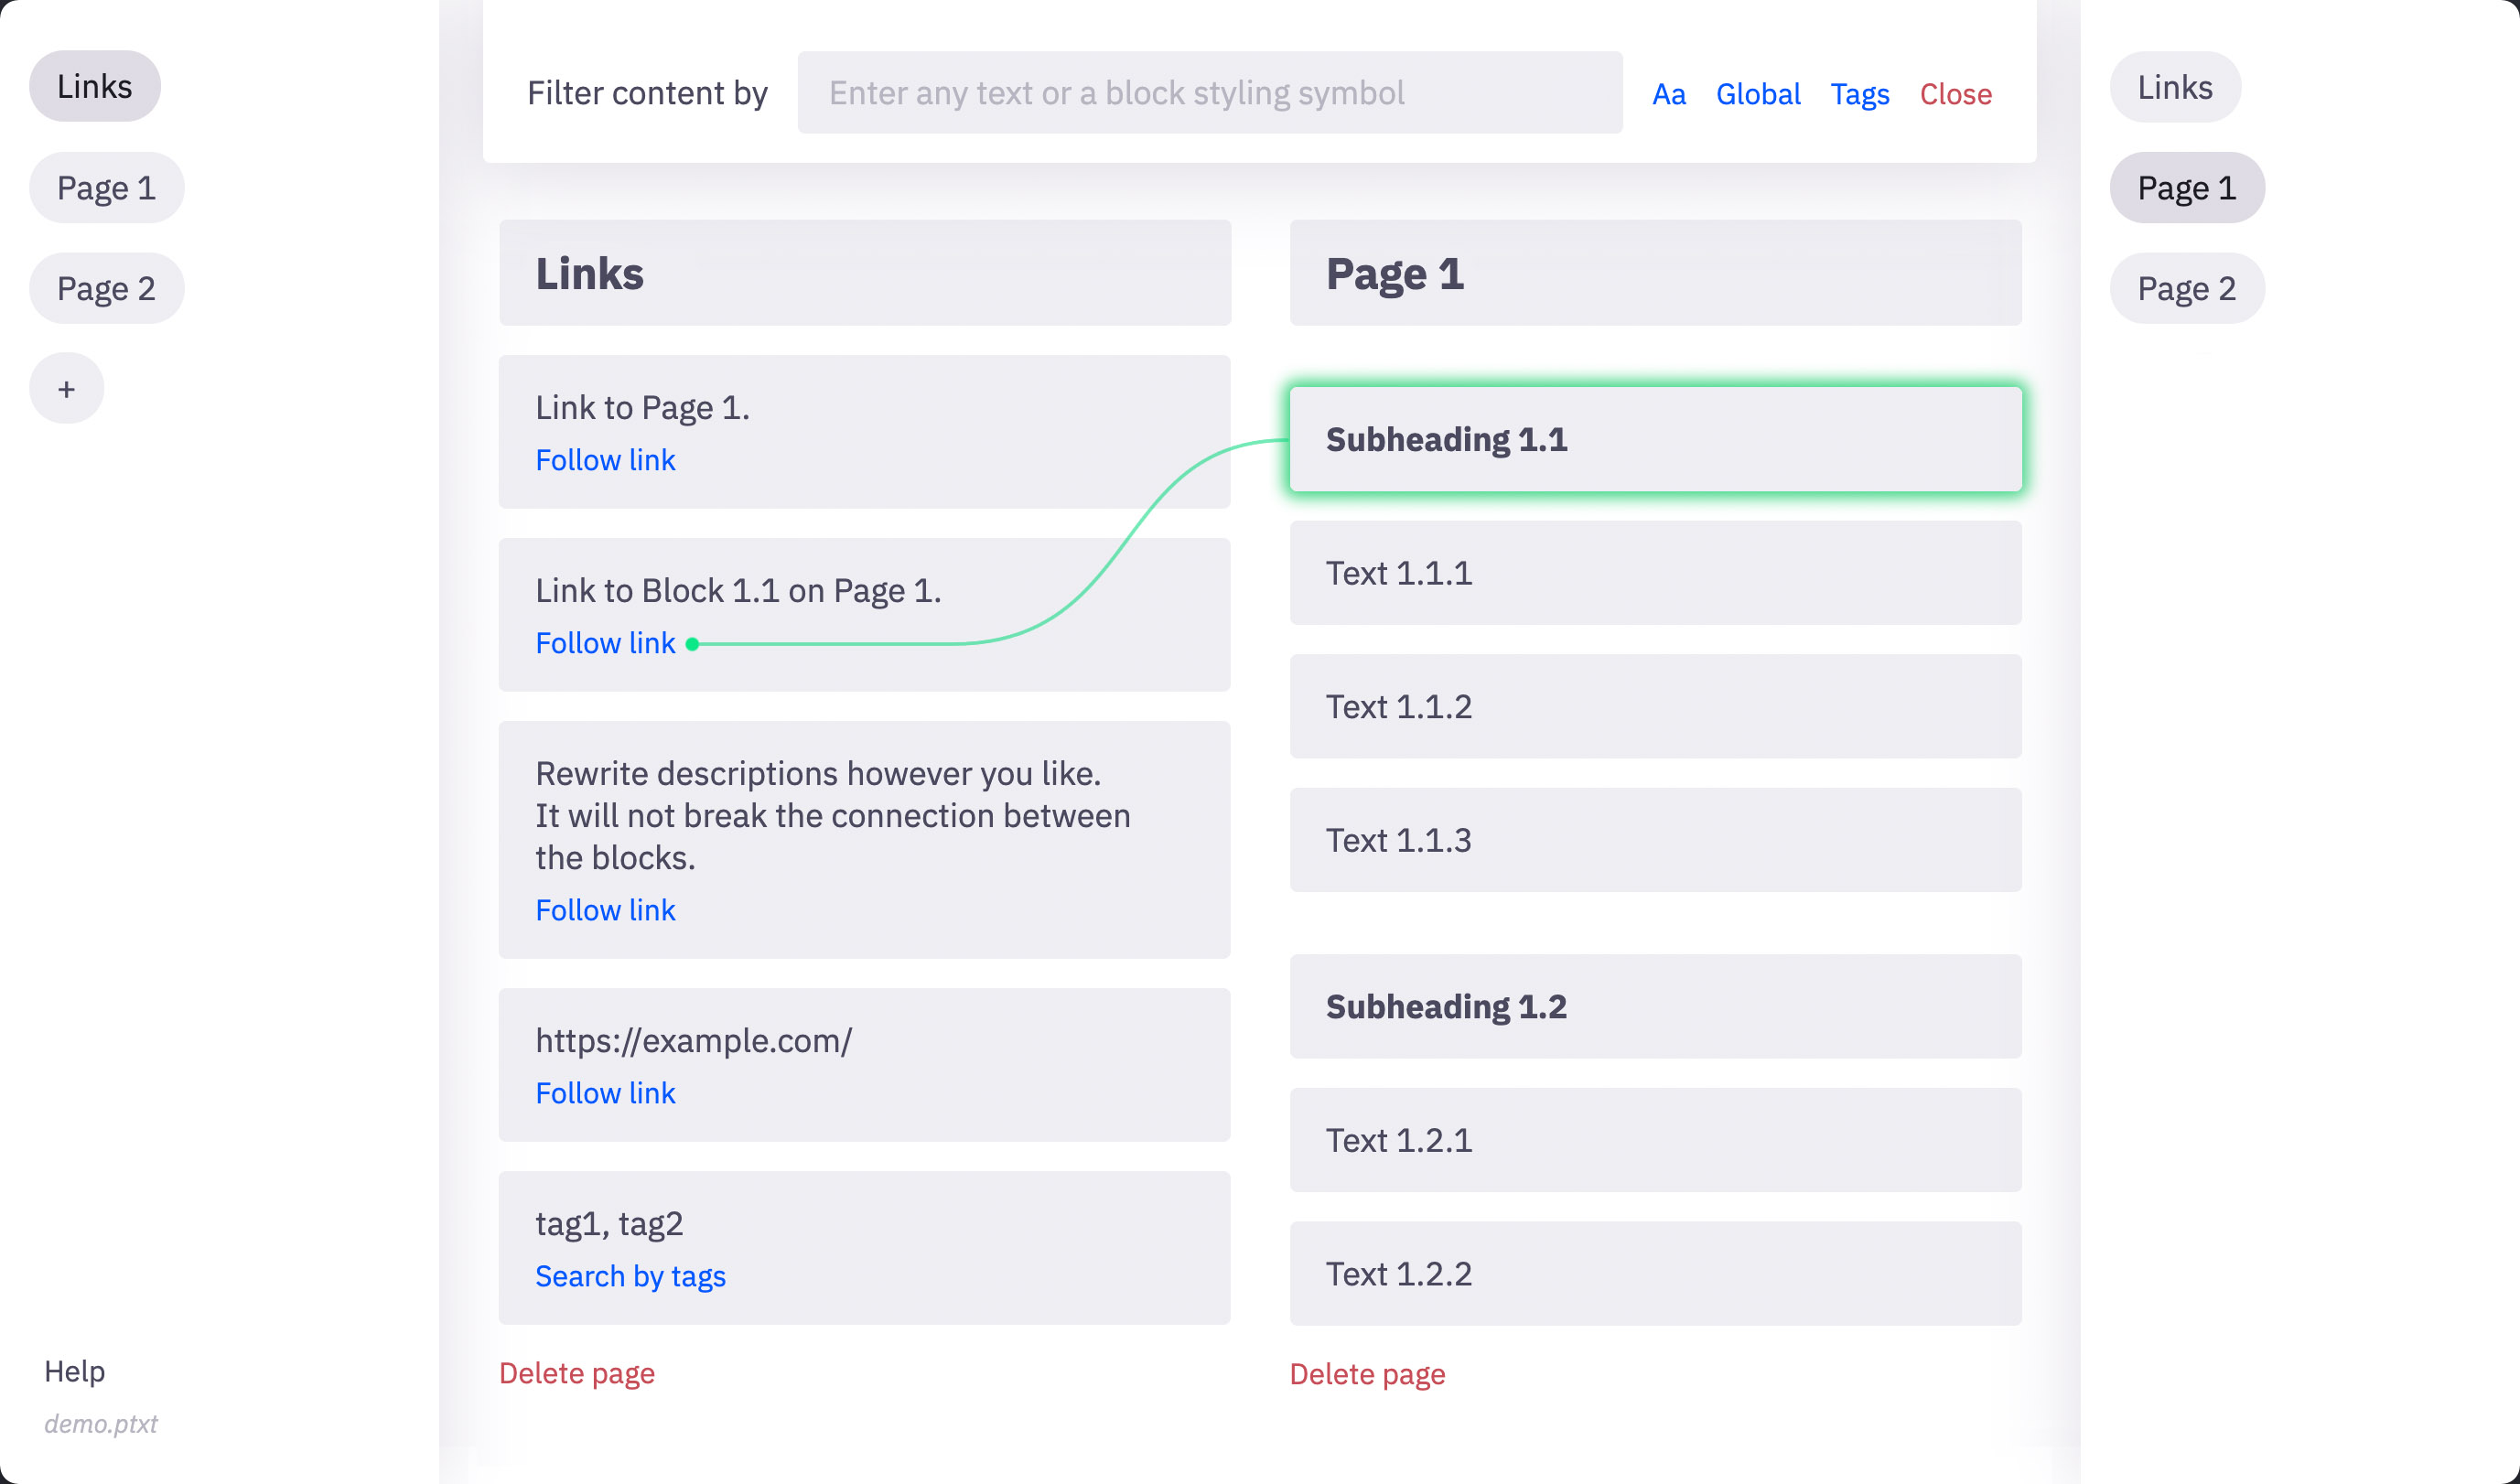 Links
Page 1
Page 2
+
Help
demo.ptxt
Filter content by
Enter any text or a block styling symbol
Aa
Global
Tags
Close
Links
Link to Page 1.
Follow link
Link to Block 1.1 on Page 1.
Follow link
Rewrite descriptions however you like.
It will not break the connection between
the blocks.
Follow link
https://example.com/
Follow link
tag1, tag2
Search by tags
Delete page
Page 1
Subheading 1.1
Text 1.1.1
Text 1.1.2
Text 1.1.3
Subheading 1.2
Text 1.2.1
Text 1.2.2
Delete page
Links
Page 1
Page 2